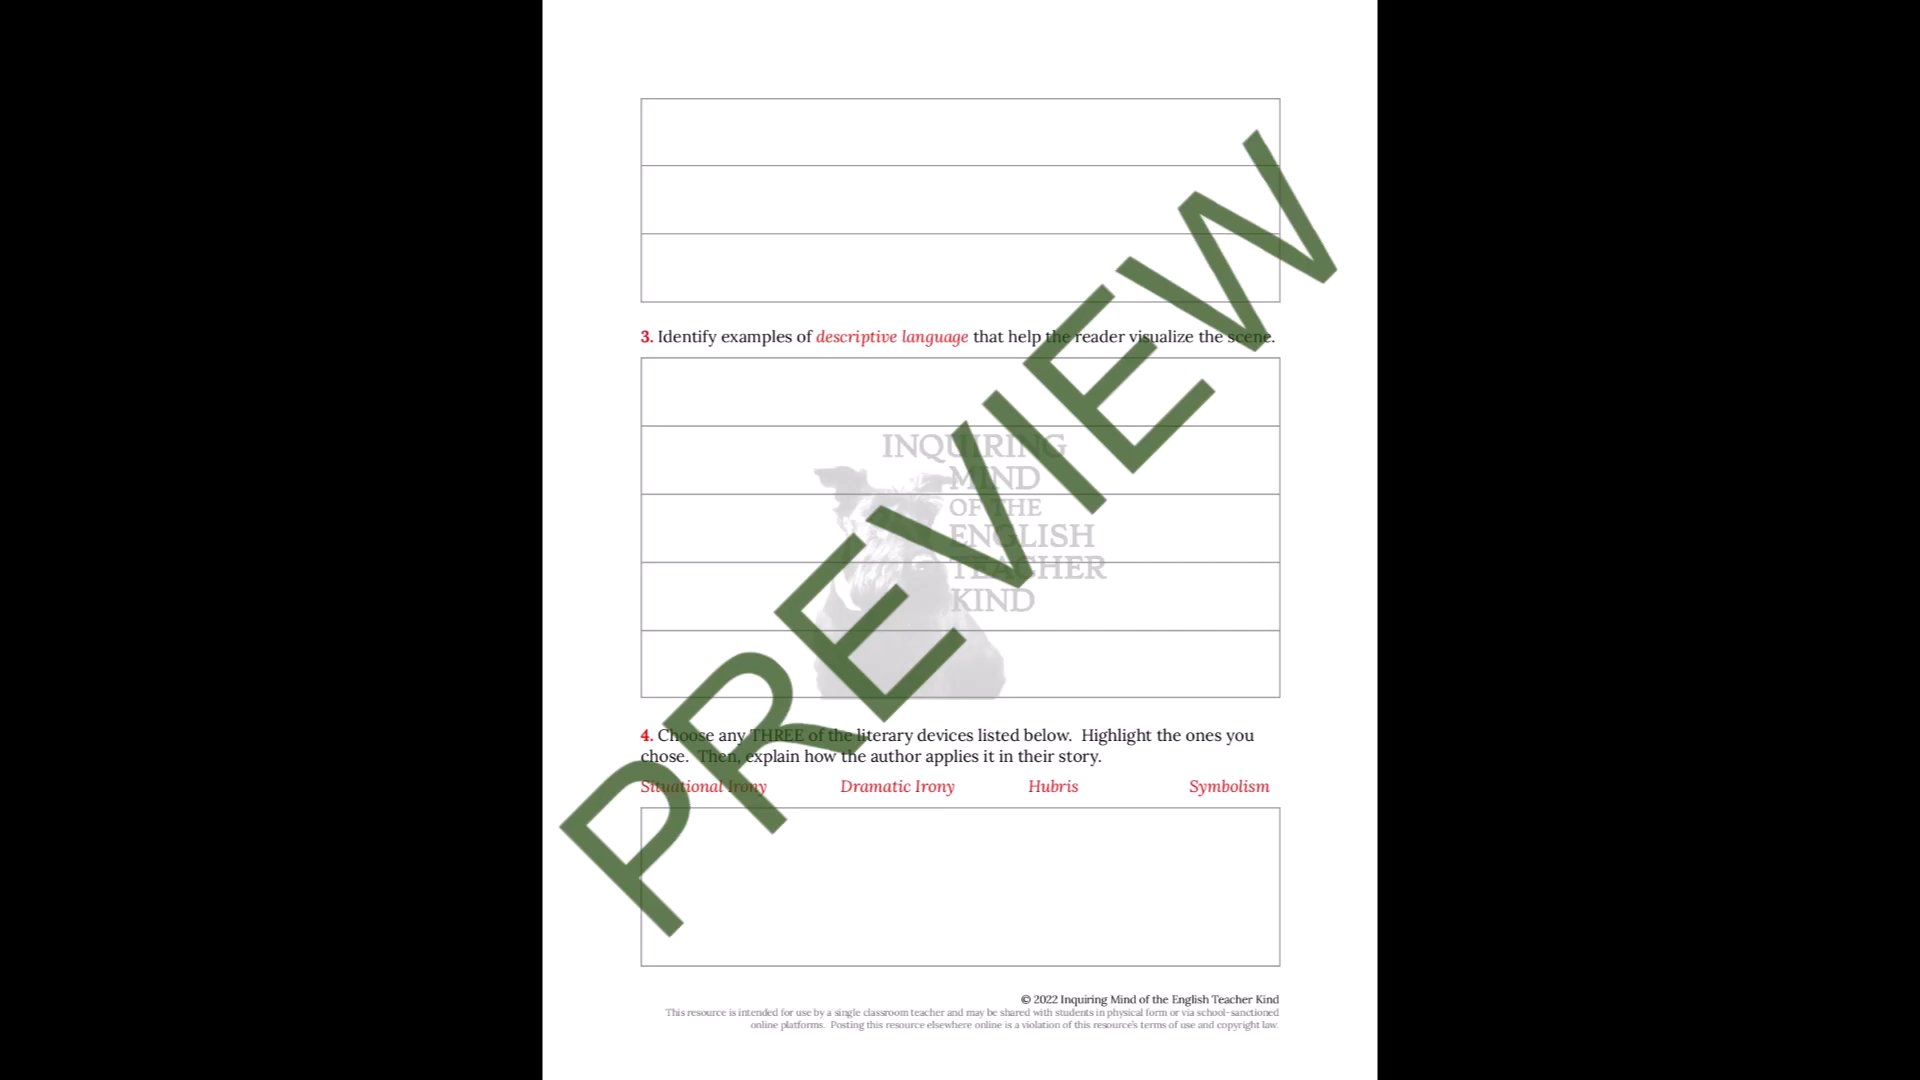 3. Identify examples of descriptive language that help the reader visualize the scene.
INQUIRING
MIND
OF THE
ENGLISH
TEACHER
KIND
PREVIEW
4. Choose any THREE of the literary devices listed below. Highlight the ones you
chose. Then, explain how the author applies it in their story.
Situational Irony Dramatic Irony Hubris Symbolism
© 2022 Inquiring Mind of the English Teacher Kind
This resource is intended for use by a single classroom teacher and may be shared with students in physical form or via school-sanctioned
online platforms. Posting this resource elsewhere online is a violation of this resource's terms of use and copyright law.